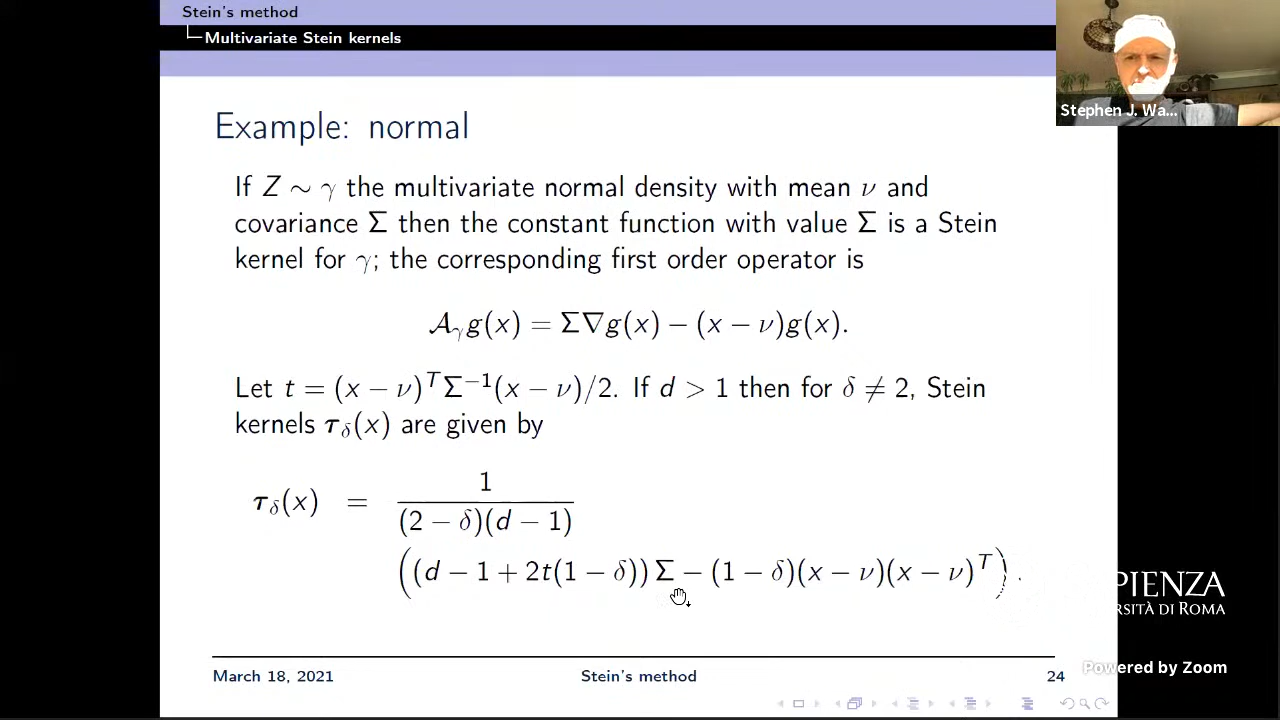 Stein's method
Multivariate Stein kernels
Stephen J. Wa...
Example: normal
If Z ∼ γ the multivariate normal density with mean ν and
covariance Σ then the constant function with value Σ is a Stein
kernel for γ; the corresponding first order operator is
𝒜_γ g(x) = Σ∇g(x) − (x − ν)g(x).
Let t = (x − ν)^T Σ^{−1}(x − ν)/2. If d > 1 then for δ ≠ 2, Stein
kernels τ_δ(x) are given by
τ_δ(x) = 1/((2 − δ)(d − 1))
((d − 1 + 2t(1 − δ))Σ − (1 − δ)(x − ν)(x − ν)^T).
PIENZA
RSITÀ DI ROMA
Powered by Zoom
March 18, 2021 Stein's method 24